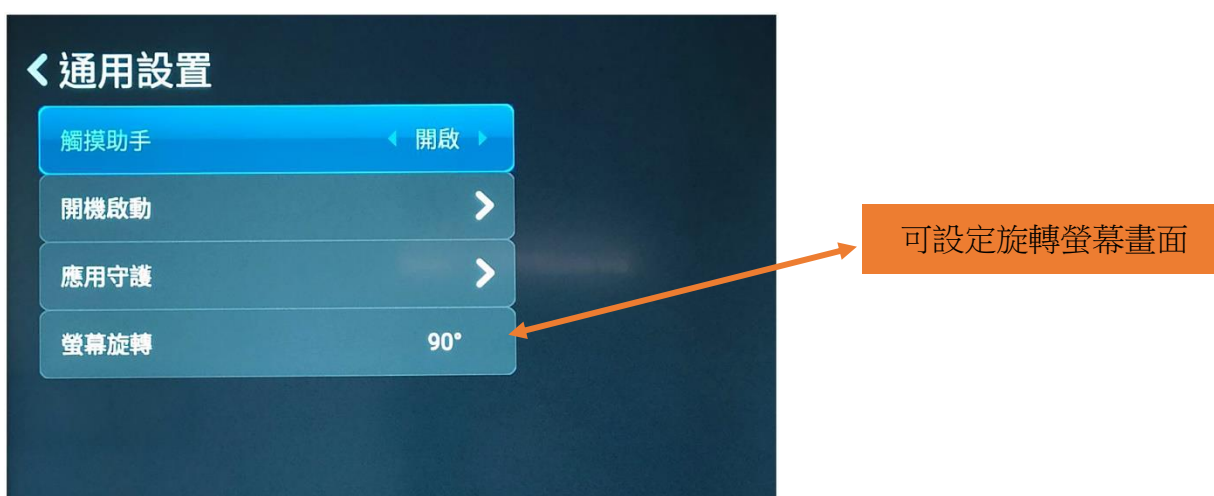 通用設置
觸摸助手 開啟
開機啟動
應用守護
螢幕旋轉 90°
可設定旋轉螢幕畫面